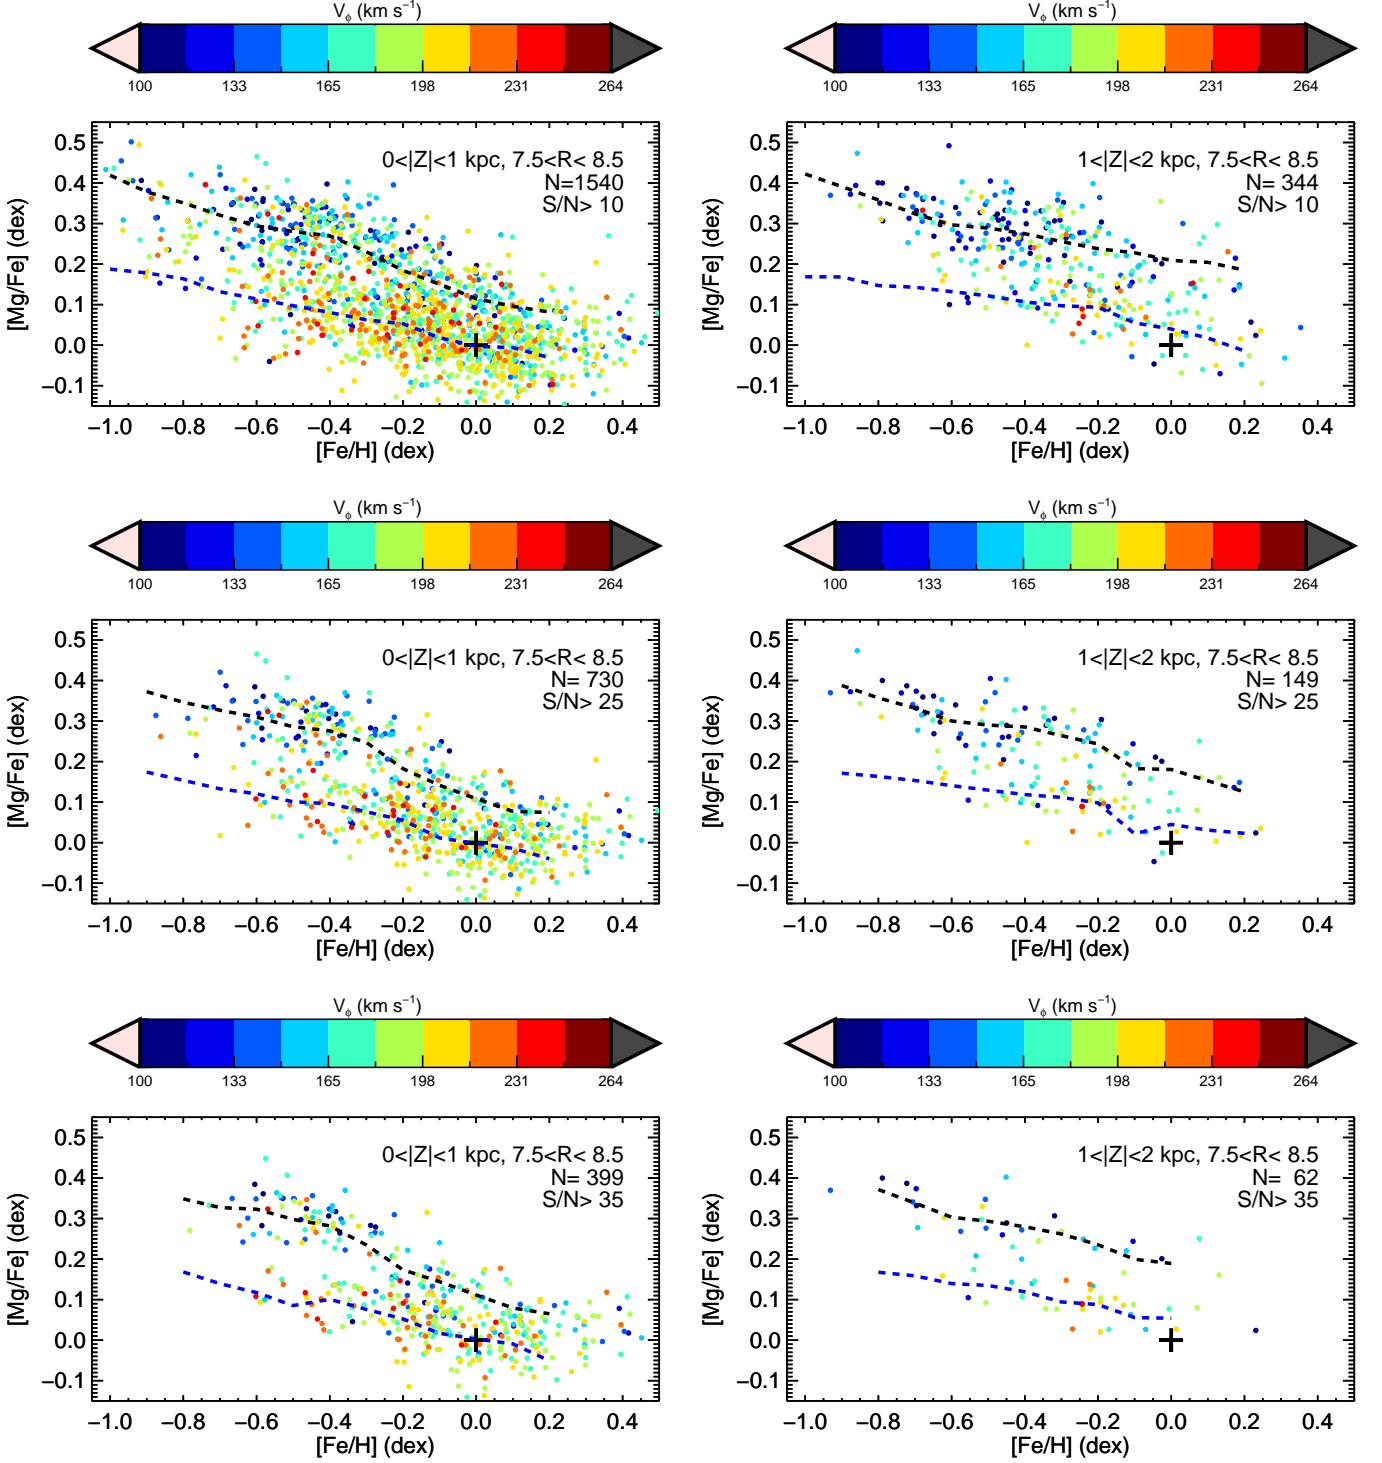 V_φ (km s⁻¹) V_φ (km s⁻¹)
100 133 165 198 231 264 100 133 165 198 231 264
0<|Z|<1 kpc, 7.5<R< 8.5
N=1540
S/N> 10
0.5
0.4
0.3
0.2
0.1
0.0
−0.1
[Mg/Fe] (dex)
−1.0 −0.8 −0.6 −0.4 −0.2 0.0 0.2 0.4
[Fe/H] (dex)
1<|Z|<2 kpc, 7.5<R< 8.5
N= 344
S/N> 10
0.5
0.4
0.3
0.2
0.1
0.0
−0.1
[Mg/Fe] (dex)
−1.0 −0.8 −0.6 −0.4 −0.2 0.0 0.2 0.4
[Fe/H] (dex)
V_φ (km s⁻¹) V_φ (km s⁻¹)
100 133 165 198 231 264 100 133 165 198 231 264
0<|Z|<1 kpc, 7.5<R< 8.5
N= 730
S/N> 25
0.5
0.4
0.3
0.2
0.1
0.0
−0.1
[Mg/Fe] (dex)
−1.0 −0.8 −0.6 −0.4 −0.2 0.0 0.2 0.4
[Fe/H] (dex)
1<|Z|<2 kpc, 7.5<R< 8.5
N= 149
S/N> 25
0.5
0.4
0.3
0.2
0.1
0.0
−0.1
[Mg/Fe] (dex)
−1.0 −0.8 −0.6 −0.4 −0.2 0.0 0.2 0.4
[Fe/H] (dex)
V_φ (km s⁻¹) V_φ (km s⁻¹)
100 133 165 198 231 264 100 133 165 198 231 264
0<|Z|<1 kpc, 7.5<R< 8.5
N= 399
S/N> 35
0.5
0.4
0.3
0.2
0.1
0.0
−0.1
[Mg/Fe] (dex)
−1.0 −0.8 −0.6 −0.4 −0.2 0.0 0.2 0.4
[Fe/H] (dex)
1<|Z|<2 kpc, 7.5<R< 8.5
N= 62
S/N> 35
0.5
0.4
0.3
0.2
0.1
0.0
−0.1
[Mg/Fe] (dex)
−1.0 −0.8 −0.6 −0.4 −0.2 0.0 0.2 0.4
[Fe/H] (dex)